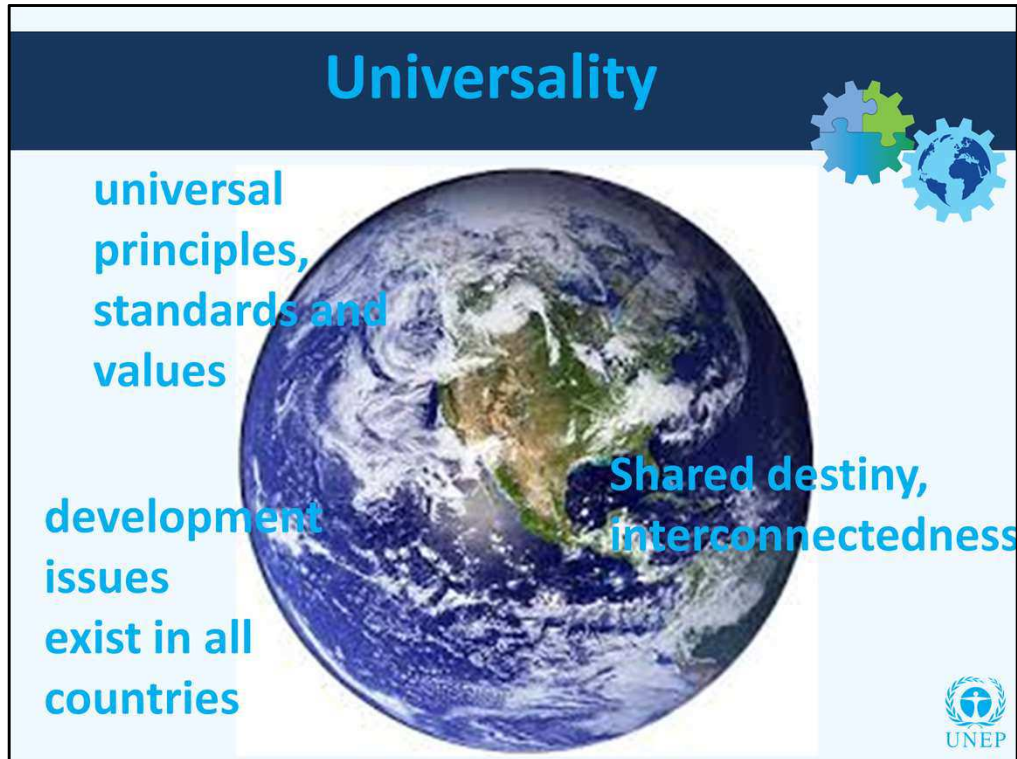 Universality
universal
principles,
standards and
values
Shared destiny,
interconnectedness
development
issues
exist in all
countries
UNEP